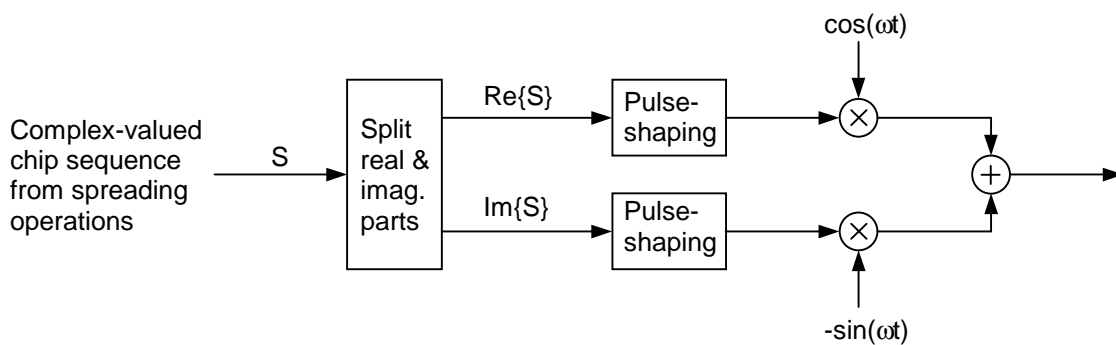 cos(ωt)
Complex-valued
chip sequence
from spreading
operations
S
Split
real &
imag.
parts
Re{S}
Im{S}
Pulse-
shaping
Pulse-
shaping
×
×
+
-sin(ωt)